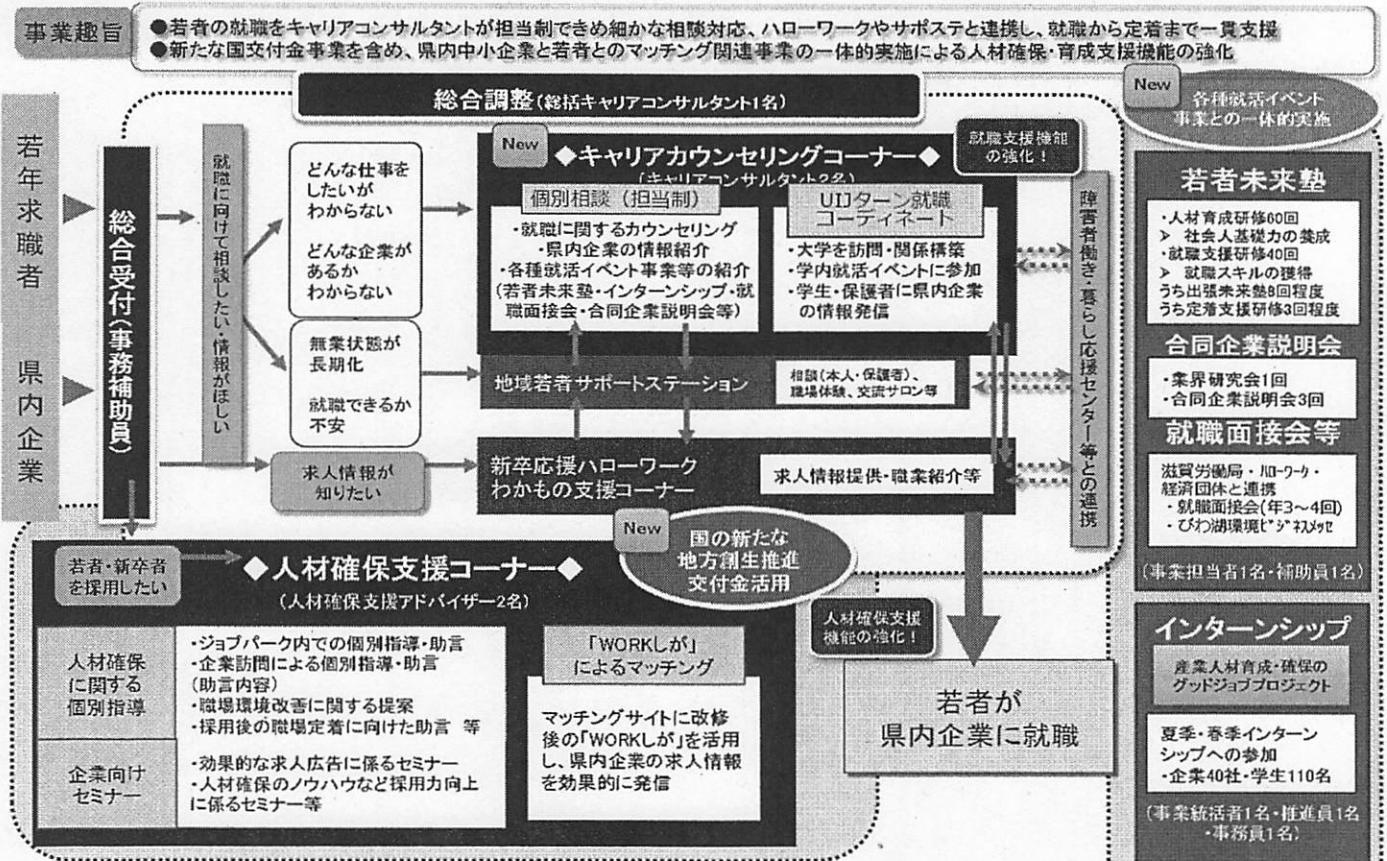 事業趣旨
●若者の就職をキャリアコンサルタントが担当制できめ細かな相談対応、ハローワークやサポステと連携し、就職から定着まで一貫支援
●新たな国交付金事業を含め、県内中小企業と若者とのマッチング関連事業の一体的実施による人材確保・育成支援機能の強化
若年求職者
県内企業
総合受付(事務補助員)
総合調整(総括キャリアコンサルタント1名)
就職に向けて相談したい・情報がほしい
どんな仕事を
したいが
わからない
どんな企業が
あるか
わからない
無業状態が
長期化
就職できるか
不安
求人情報が
知りたい
New
◆キャリアカウンセリングコーナー◆
(キャリアコンサルタント2名)
就職支援機能
の強化！
個別相談（担当制）
・就職に関するカウンセリング
・県内企業の情報紹介
・各種就活イベント事業等の紹介
(若者未来塾・インターンシップ・就
職面接会・合同企業説明会等)
UIJターン就職
コーディネート
・大学を訪問・関係構築
・学内就活イベントに参加
・学生・保護者に県内企業
の情報発信
地域若者サポートステーション
相談(本人・保護者)、
職場体験、交流サロン等
新卒応援ハローワーク
わかもの支援コーナー
求人情報提供・職業紹介等
障害者働き・暮らし応援センター等との連携
若者・新卒者
を採用したい
◆人材確保支援コーナー◆
(人材確保支援アドバイザー2名)
New
国の新たな
地方創生推進
交付金活用
人材確保
に関する
個別指導
・ジョブパーク内での個別指導・助言
・企業訪問による個別指導・助言
(助言内容)
・職場環境改善に関する提案
・採用後の職場定着に向けた助言 等
企業向け
セミナー
・効果的な求人広告に係るセミナー
・人材確保のノウハウなど採用力向上
に係るセミナー等
「WORKしが」
によるマッチング
マッチングサイトに改修
後の「WORKしが」を活用
し、県内企業の求人情報
を効果的に発信
人材確保支援
機能の強化！
若者が
県内企業に就職
New
各種就活イベント
事業との一体的実施
若者未来塾
・人材育成研修60回
➢ 社会人基礎力の養成
・就職支援研修40回
➢ 就職スキルの獲得
うち出張未来塾8回程度
うち定着支援研修3回程度
合同企業説明会
・業界研究会1回
・合同企業説明会3回
就職面接会等
滋賀労働局・ﾊﾛｰﾜｰｸ・
経済団体と連携
・就職面接会(年3～4回)
・びわ湖環境ﾋﾞｼﾞﾈｽﾒｯｾ
(事業担当者1名・補助員1名)
インターンシップ
産業人材育成・確保の
グッドジョブプロジェクト
夏季・春季インターン
シップへの参加
・企業40社・学生110名
(事業統括者1名・推進員1名
・事務員1名)